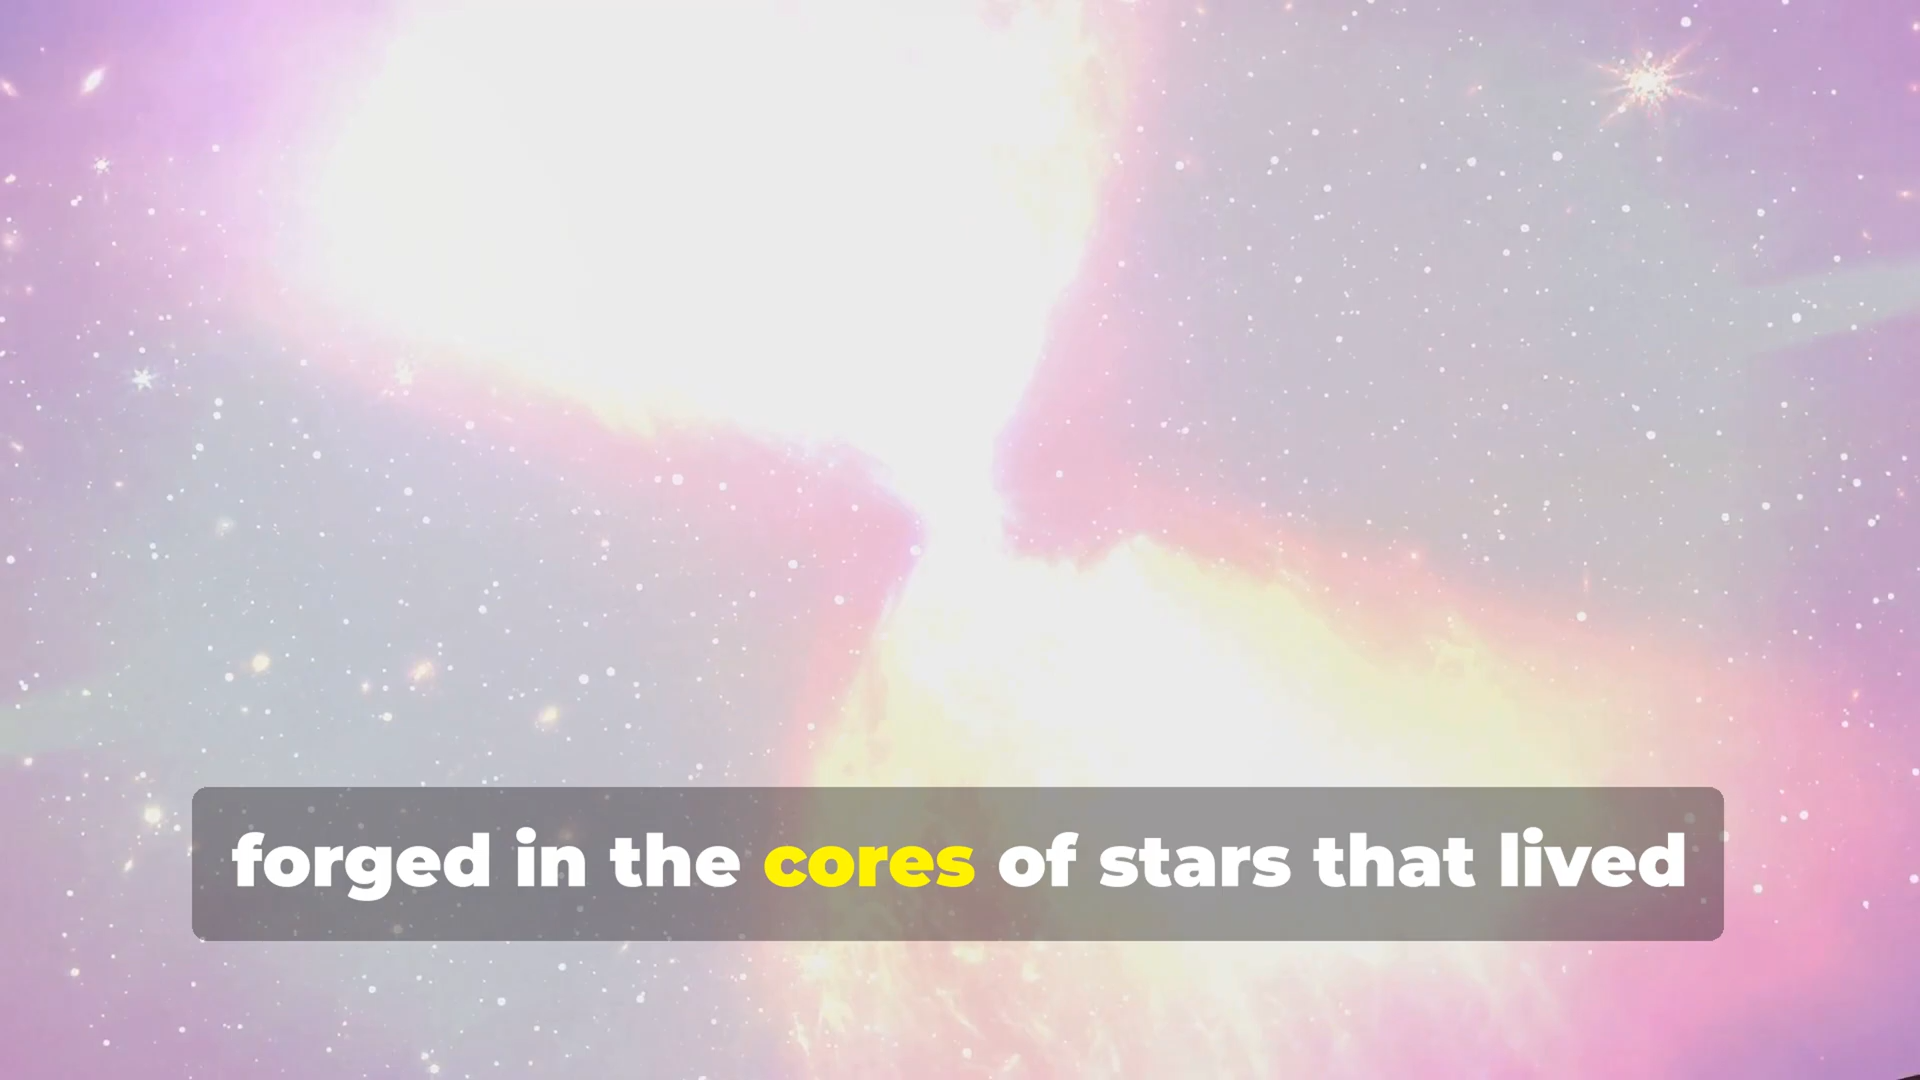 forged in the cores of stars that lived